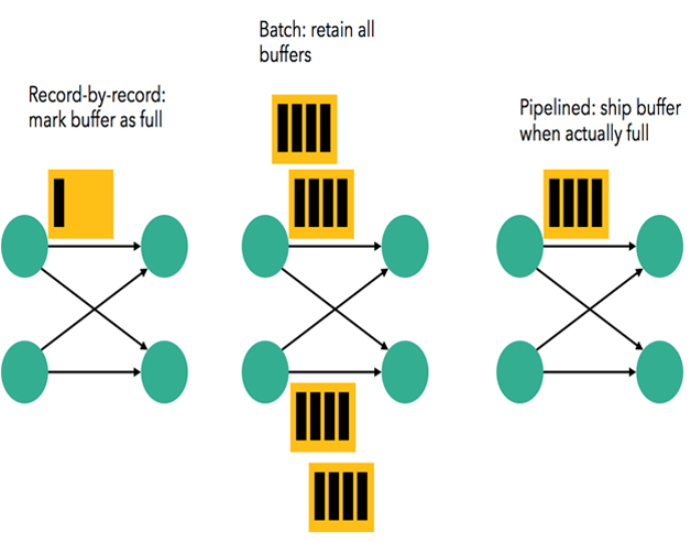 Batch: retain all
buffers
Record-by-record:
mark buffer as full
Pipelined: ship buffer
when actually full